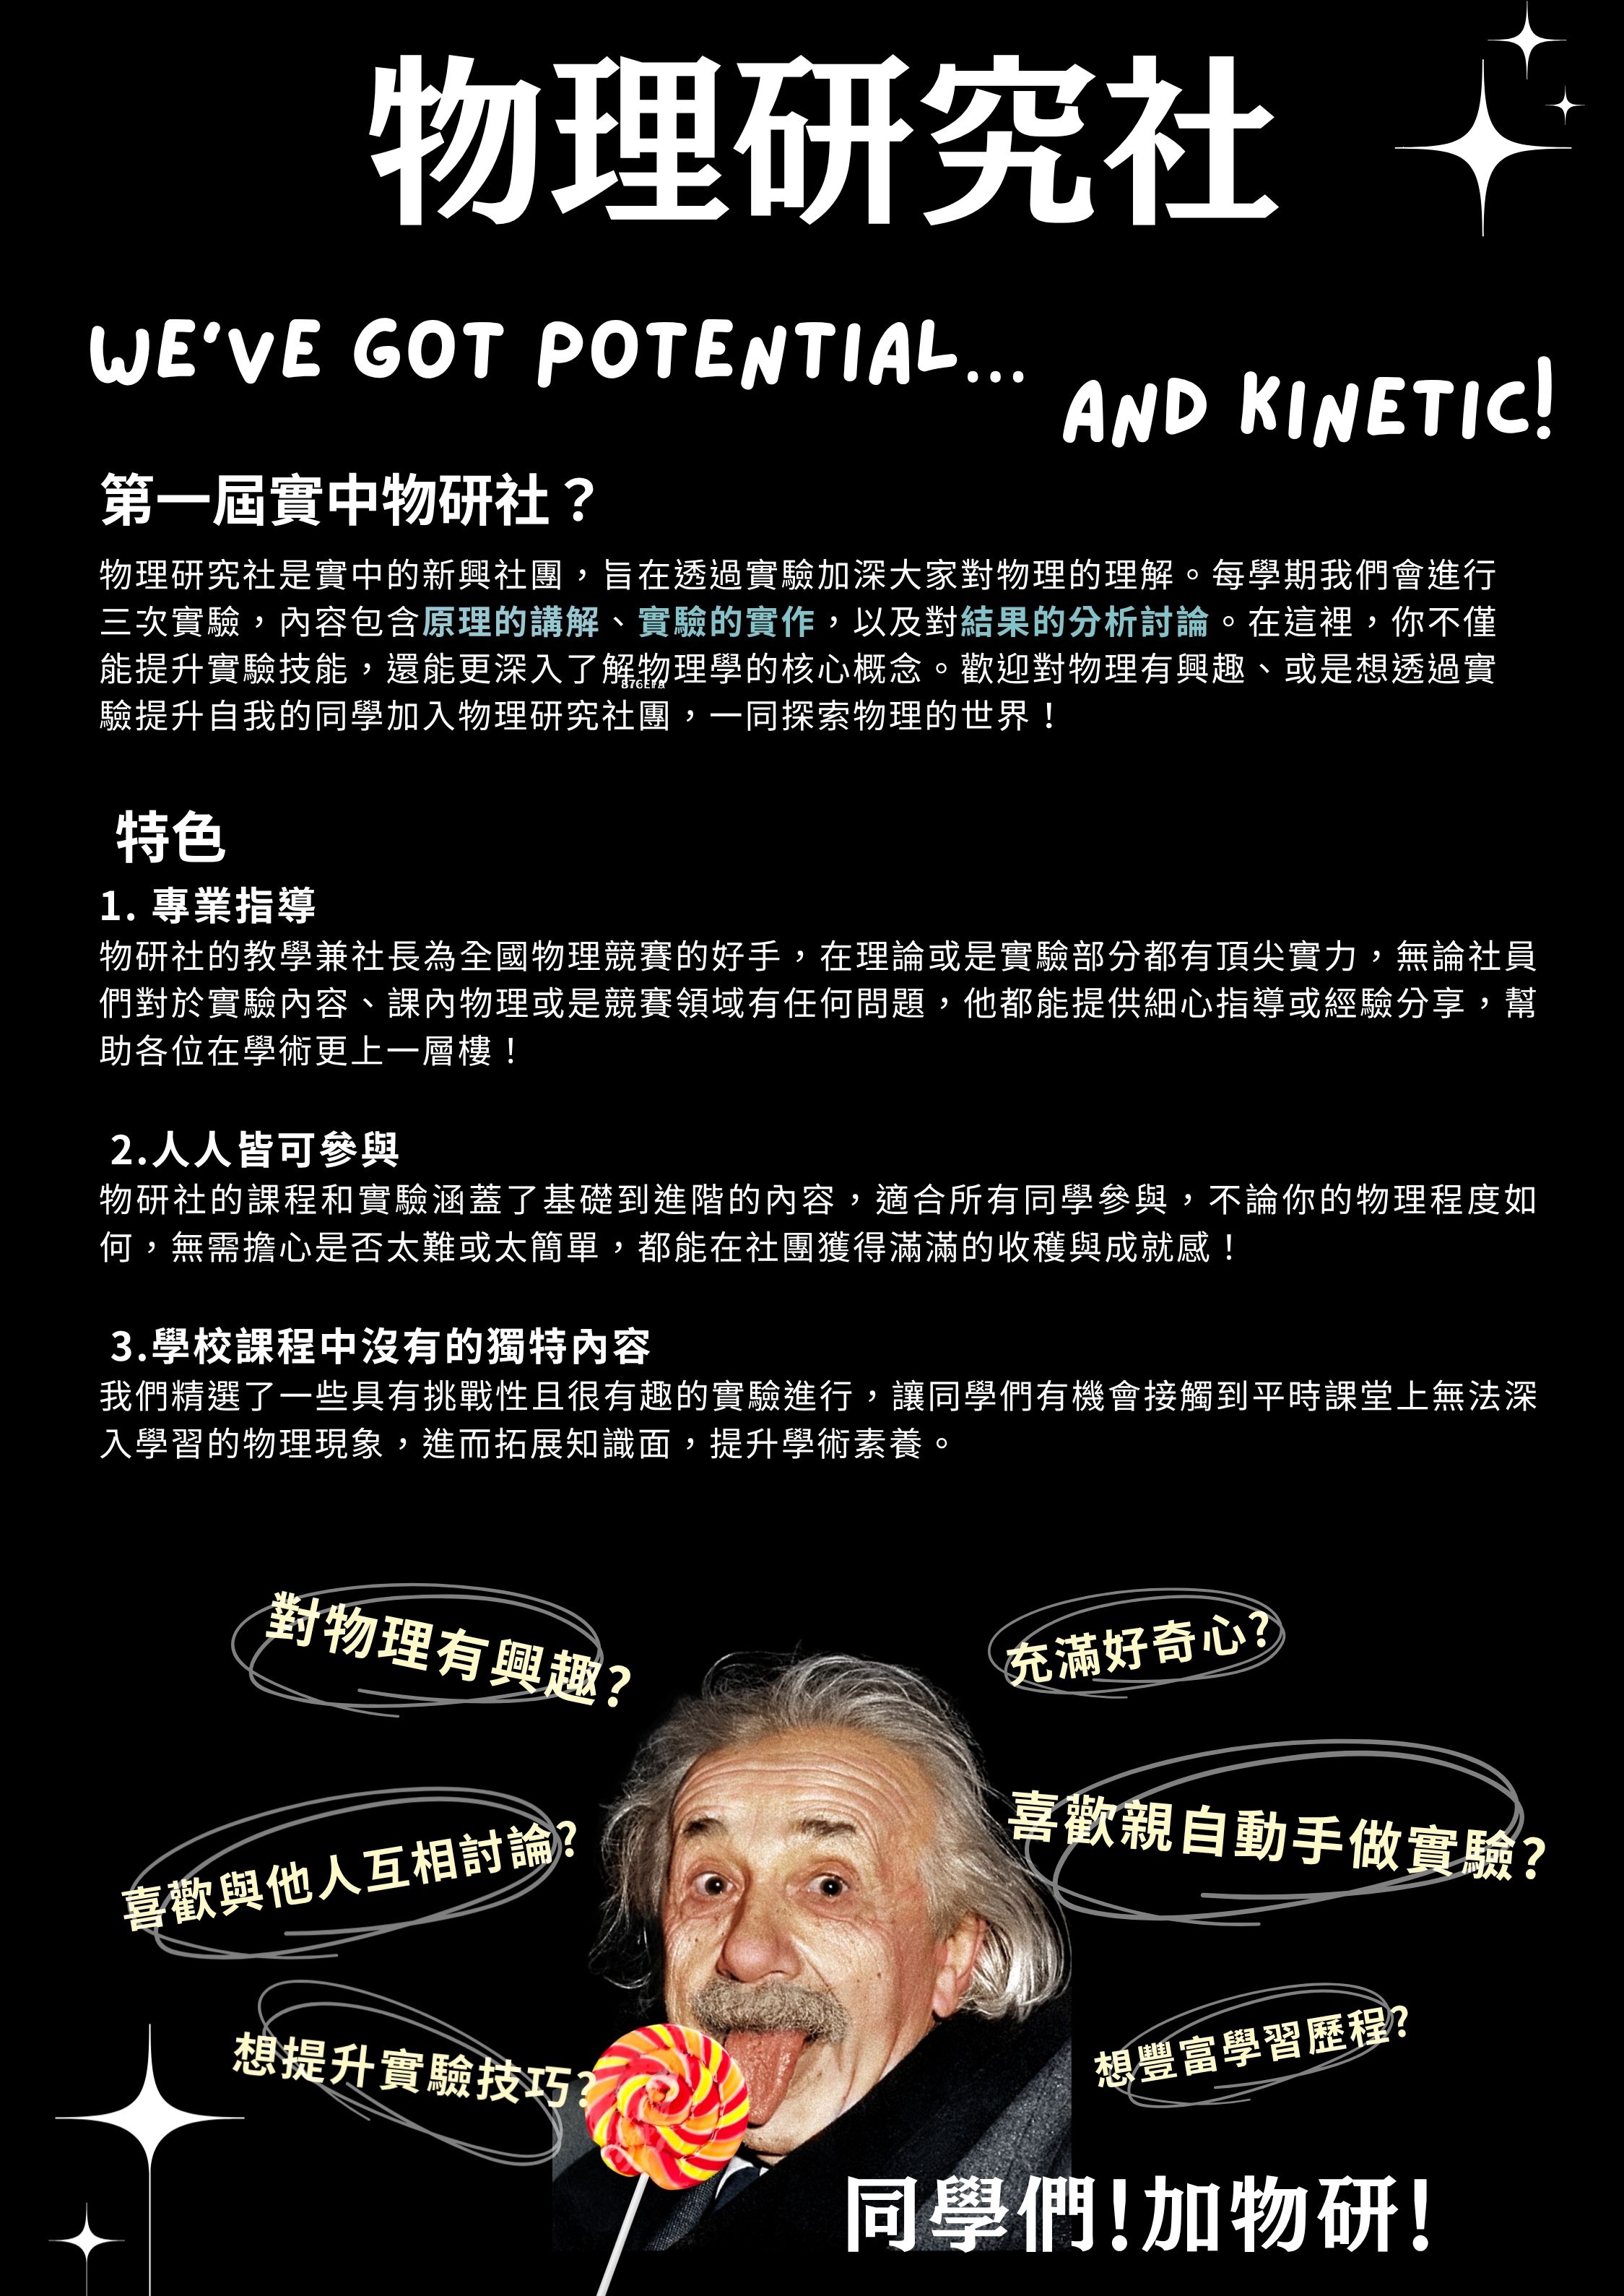 物理研究社
WE'VE GOT POTENTIAL...
AND KINETIC!
第一屆實中物研社？
物理研究社是實中的新興社團，旨在透過實驗加深大家對物理的理解。每學期我們會進行
三次實驗，內容包含原理的講解、實驗的實作，以及對結果的分析討論。在這裡，你不僅
能提升實驗技能，還能更深入了解物理學的核心概念。歡迎對物理有興趣、或是想透過實
驗提升自我的同學加入物理研究社團，一同探索物理的世界！
特色
1. 專業指導
物研社的教學兼社長為全國物理競賽的好手，在理論或是實驗部分都有頂尖實力，無論社員
們對於實驗內容、課內物理或是競賽領域有任何問題，他都能提供細心指導或經驗分享，幫
助各位在學術更上一層樓！
2.人人皆可參與
物研社的課程和實驗涵蓋了基礎到進階的內容，適合所有同學參與，不論你的物理程度如
何，無需擔心是否太難或太簡單，都能在社團獲得滿滿的收穫與成就感！
3.學校課程中沒有的獨特內容
我們精選了一些具有挑戰性且很有趣的實驗進行，讓同學們有機會接觸到平時課堂上無法深
入學習的物理現象，進而拓展知識面，提升學術素養。
對物理有興趣?
充滿好奇心?
喜歡與他人互相討論?
喜歡親自動手做實驗?
想提升實驗技巧?
想豐富學習歷程?
同學們!加物研!